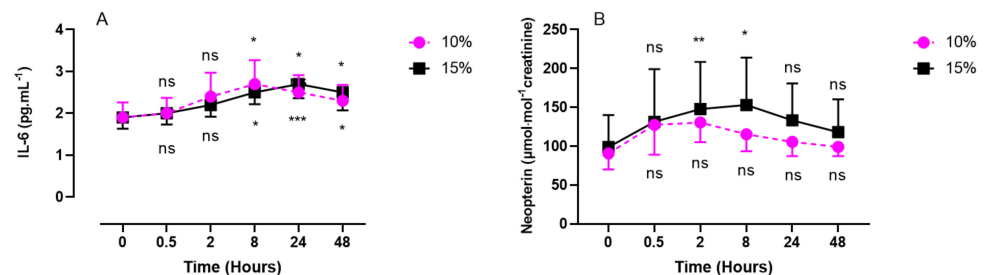 A
IL-6 (pg.mL⁻¹)
4
3
2
1
0
ns
ns
*
*
*
ns
ns
*
***
*
0
0.5
2
8
24
48
Time (Hours)
10%
15%
B
Neopterin (µmol·mol⁻¹creatinine)
250
200
150
100
50
0
ns
**
*
ns
ns
ns
ns
ns
ns
ns
0
0.5
2
8
24
48
Time (Hours)
10%
15%